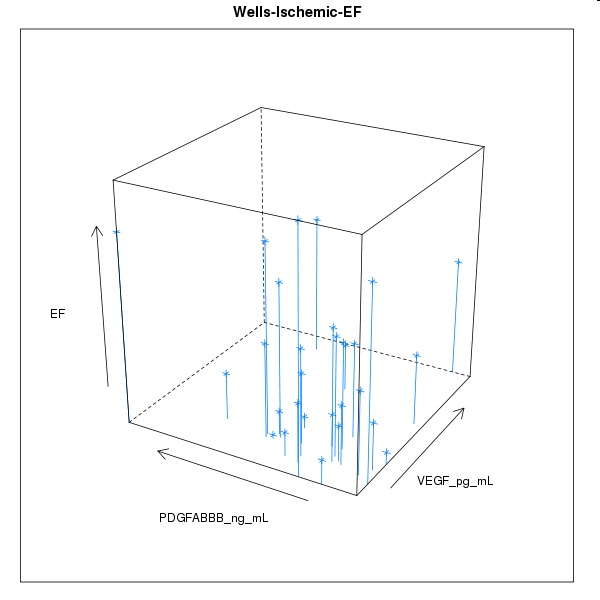 Wells-Ischemic-EF
EF
VEGF_pg_mL
PDGFABBB_ng_mL